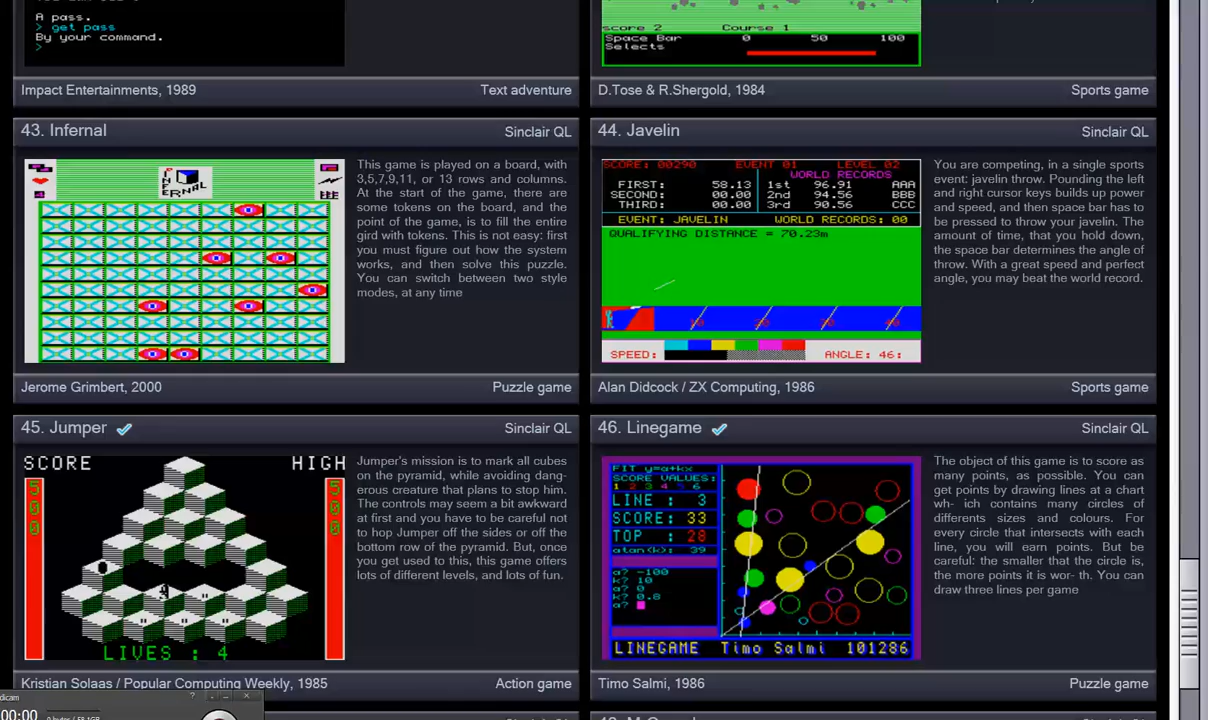 A pass.
> get pass
By your command.
>
Impact Entertainments, 1989
Text adventure
score 2 Course 1
Space Bar 0 50 100
Selects
D.Tose & R.Shergold, 1984
Sports game
43. Infernal
Sinclair QL
INFERNAL
This game is played on a board, with
3,5,7,9,11, or 13 rows and columns.
At the start of the game, there are
some tokens on the board, and the
point of the game, is to fill the entire
gird with tokens. This is not easy: first
you must figure out how the system
works, and then solve this puzzle.
You can switch between two style
modes, at any time
Jerome Grimbert, 2000
Puzzle game
44. Javelin
Sinclair QL
SCORE: 00290 EVENT 01 LEVEL 02
WORLD RECORDS
FIRST: 58.13 1st 96.91 AAA
SECOND: 00.00 2nd 94.56 BBB
THIRD: 00.00 3rd 90.56 CCC
EVENT: JAVELIN WORLD RECORDS: 00
QUALIFYING DISTANCE = 70.23m
SPEED: ANGLE: 46:
You are competing, in a single sports
event; javelin throw. Pounding the left
and right cursor keys builds up power
and speed, and then space bar has to
be pressed to throw your javelin. The
amount of time, that you hold down,
the space bar determines the angle of
throw. With a great speed and perfect
angle, you may beat the world record.
Alan Didcock / ZX Computing, 1986
Sports game
45. Jumper
Sinclair QL
SCORE HIGH
500 500
LIVES : 4
Jumper's mission is to mark all cubes
on the pyramid, while avoiding dang-
erous creature that plans to stop him.
The controls may seem a bit awkward
at first and you have to be careful not
to hop Jumper off the sides or off the
bottom row of the pyramid. But, once
you get used to this, this game offers
lots of different levels, and lots of fun.
Kristian Solaas / Popular Computing Weekly, 1985
Action game
46. Linegame
Sinclair QL
FIT y=a+kx
SCORE VALUES:
1 2 3 4 5 6
LINE : 3
SCORE: 33
TOP : 28
atan(k): 39
a? -100
k? 10
a? 0
k? 0.8
a?
LINEGAME Timo Salmi 101286
The object of this game is to score as
many points, as possible. You can
get points by drawing lines at a chart
wh- ich contains many circles of
differents sizes and colours. For
every circle that intersects with each
line, you will earn points. But be
careful: the smaller that the circle is,
the more points it is wor- th. You can
draw three lines per game
Timo Salmi, 1986
Puzzle game
dicam
00:00